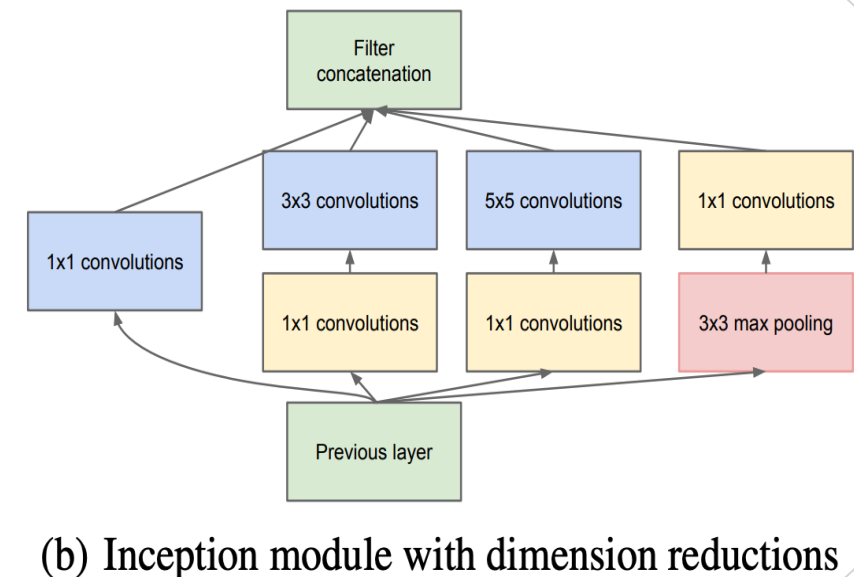 Filter
concatenation
3x3 convolutions
5x5 convolutions
1x1 convolutions
1x1 convolutions
1x1 convolutions
1x1 convolutions
3x3 max pooling
Previous layer
(b) Inception module with dimension reductions